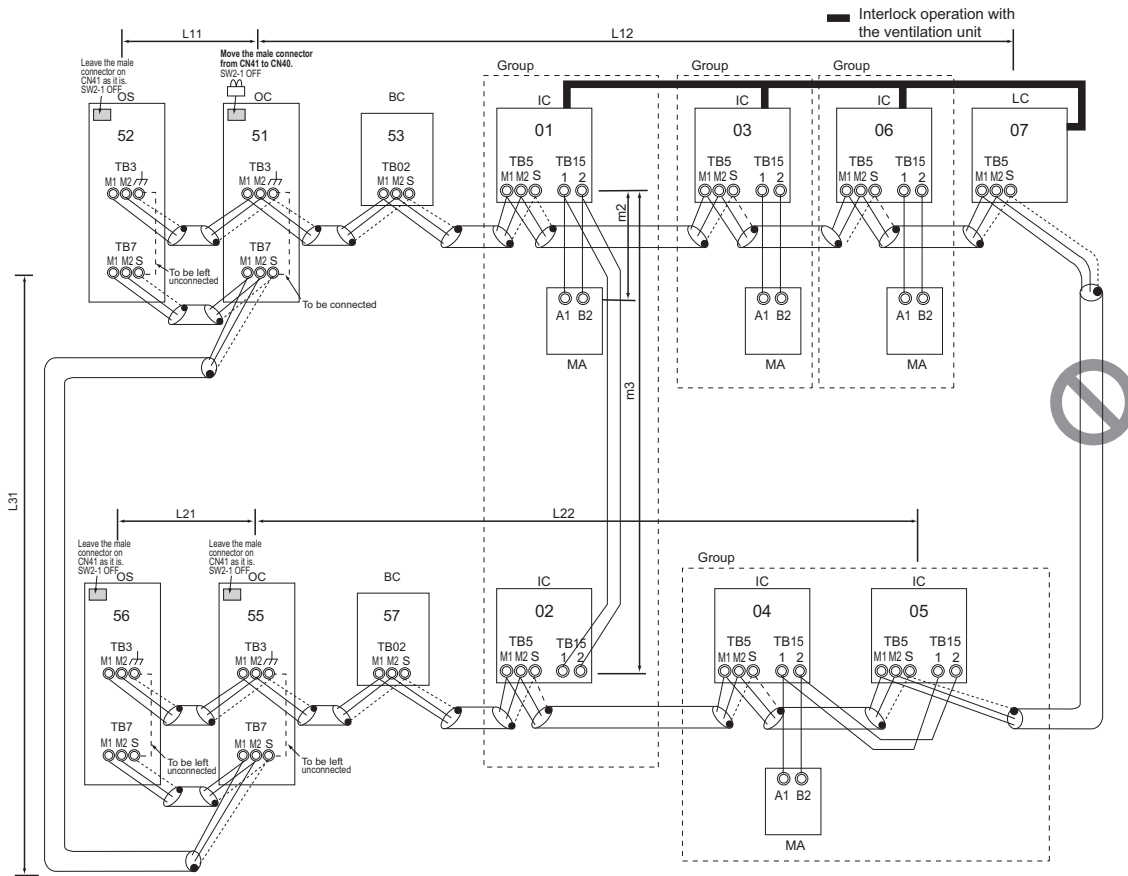 Interlock operation with
the ventilation unit
L11
L12
Leave the male
connector on
CN41 as it is.
SW2-1 OFF
Move the male connector
from CN41 to CN40.
SW2-1 OFF
Group
Group
Group
OS
OC
BC
IC
IC
IC
LC
52
51
53
01
03
06
07
TB3
TB3
TB02
TB5
TB15
TB5
TB15
TB5
TB15
TB5
M1 M2
M1 M2
M1 M2 S
M1 M2 S
1 2
M1 M2 S
1 2
M1 M2 S
1 2
M1 M2 S
m2
TB7
TB7
M1 M2 S
M1 M2 S
To be left
unconnected
To be connected
A1 B2
A1 B2
A1 B2
MA
MA
MA
m3
L31
L21
L22
Leave the male
connector on
CN41 as it is.
SW2-1 OFF
Leave the male
connector on
CN41 as it is.
SW2-1 OFF
Group
OS
OC
BC
IC
IC
IC
56
55
57
02
04
05
TB3
TB3
TB02
TB5
TB15
TB5
TB15
TB5
TB15
M1 M2
M1 M2
M1 M2 S
M1 M2 S
1 2
M1 M2 S
1 2
M1 M2 S
1 2
TB7
TB7
M1 M2 S
M1 M2 S
To be left
unconnected
To be left
unconnected
A1 B2
MA